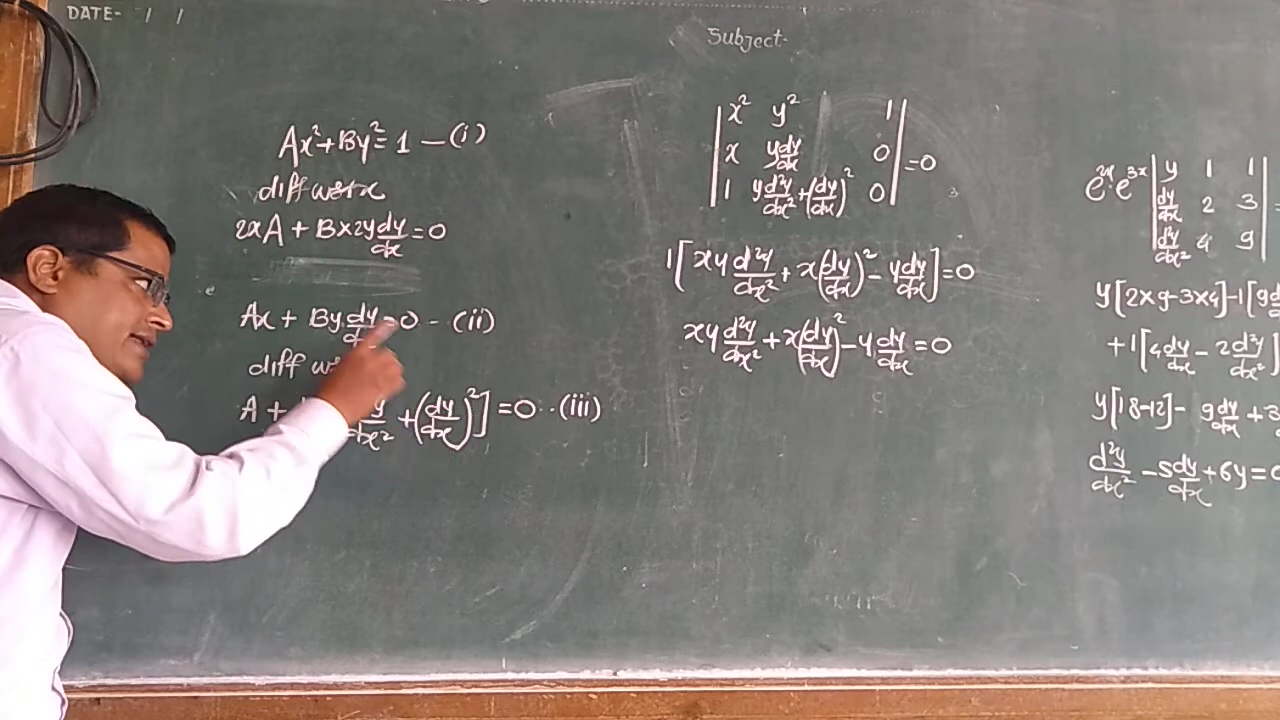 DATE- / /
Subject-
Ax²+By²=1 —(i)
diff w.r.x
2xA + B×2y dy/dx=0
Ax + By dy/dx=0 - (ii)
diff
A + y/dx² +(dy/dx)²]=0 --(iii)
|x² y² 1|
|x y dy/dx 0|=0
|1 y d²y/dx²+(dy/dx)² 0|
1[xy d²y/dx² + x(dy/dx)² - y dy/dx]=0
xy d²y/dx² + x(dy/dx)² - y dy/dx=0
e²ˣ·e³ˣ |y 1 1|
|dy/dx 2 3|=
|d²y/dx² 4 9|
y[2×9-3×4]-1[9
+1[4 dy/dx - 2 d²y/dx²]
y[18-12]- 9 dy/dx +3
d²y/dx² -5 dy/dx +6y=0